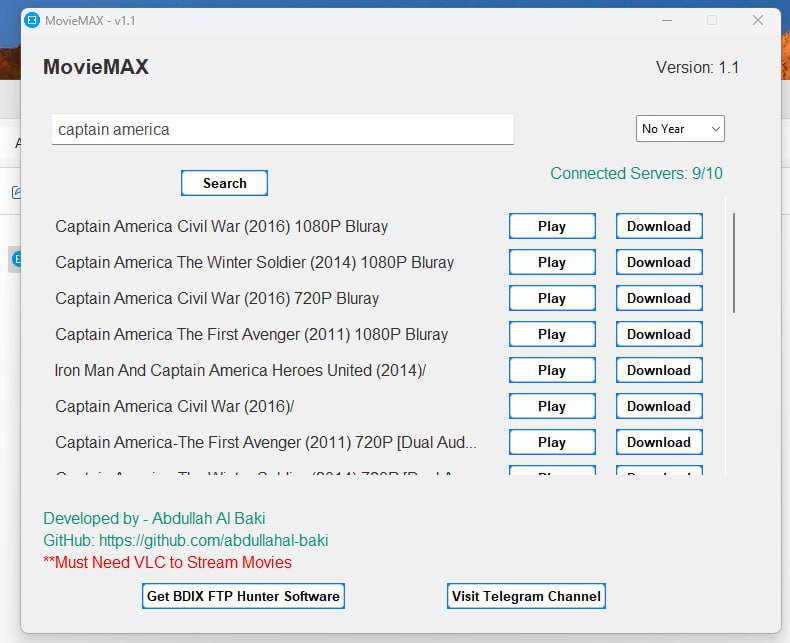 MovieMAX - v1.1
MovieMAX
Version: 1.1
captain america
No Year
Search
Connected Servers: 9/10
Captain America Civil War (2016) 1080P Bluray Play Download
Captain America The Winter Soldier (2014) 1080P Bluray Play Download
Captain America Civil War (2016) 720P Bluray Play Download
Captain America The First Avenger (2011) 1080P Bluray Play Download
Iron Man And Captain America Heroes United (2014)/ Play Download
Captain America Civil War (2016)/ Play Download
Captain America-The First Avenger (2011) 720P [Dual Aud... Play Download
Developed by - Abdullah Al Baki
GitHub: https://github.com/abdullahal-baki
**Must Need VLC to Stream Movies
Get BDIX FTP Hunter Software
Visit Telegram Channel